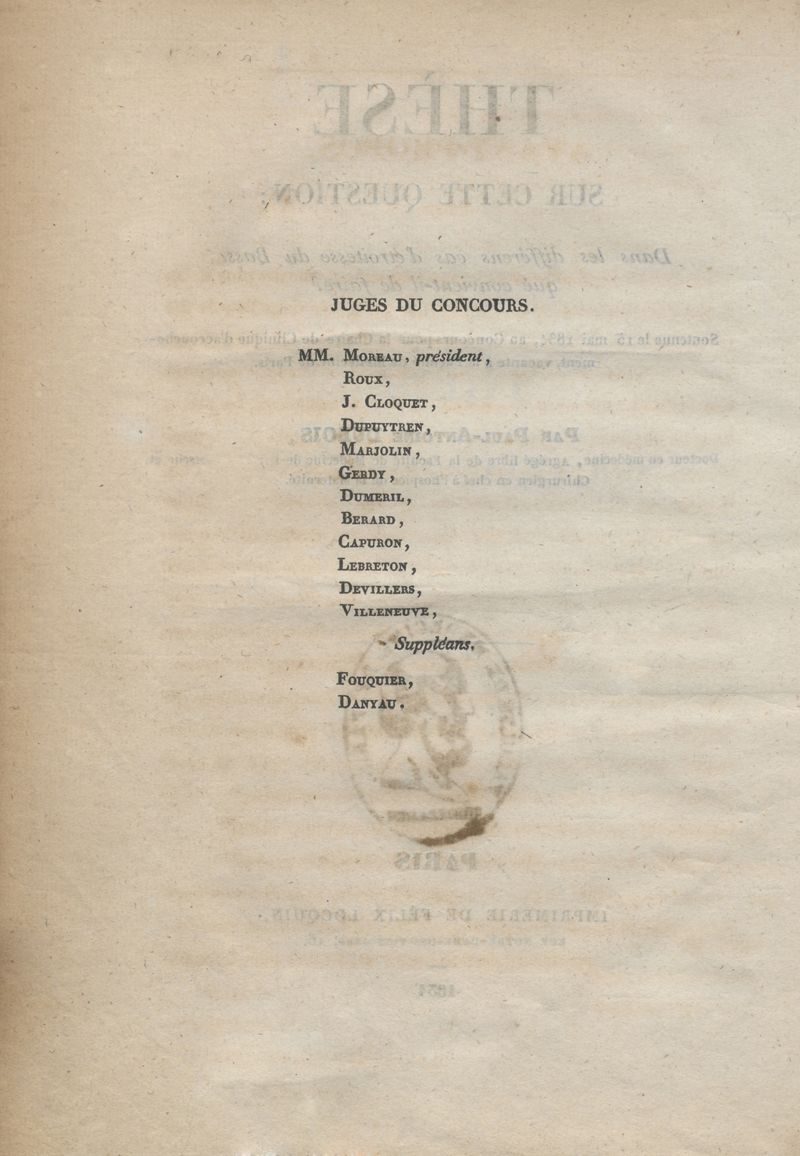 JUGES DU CONCOURS.
MM. MOREAU, président,
ROUX,
J. CLOQUET,
DUPUYTREN,
MARJOLIN,
GERDY,
DUMERIL,
BERARD,
CAPURON,
LEBRETON,
DEVILLERS,
VILLENEUVE,
Suppléans.
FOUQUIER,
DANYAU.